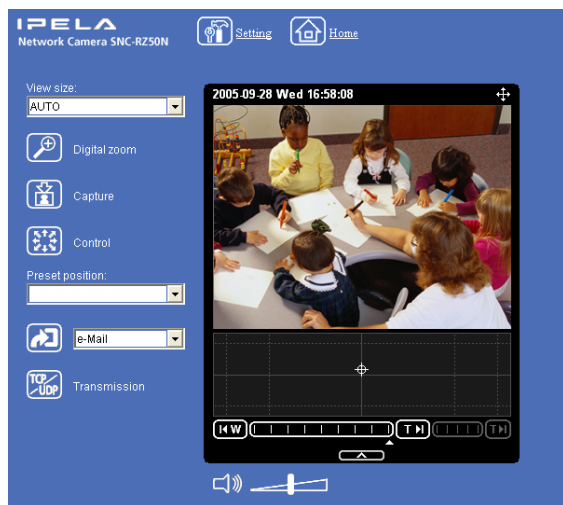 IPELA
Network Camera SNC-RZ50N
Setting
Home
View size:
AUTO
2005-09-28 Wed 16:58:08
Digital zoom
Capture
Control
Preset position:
e-Mail
TCP/UDP
Transmission
W
T
T